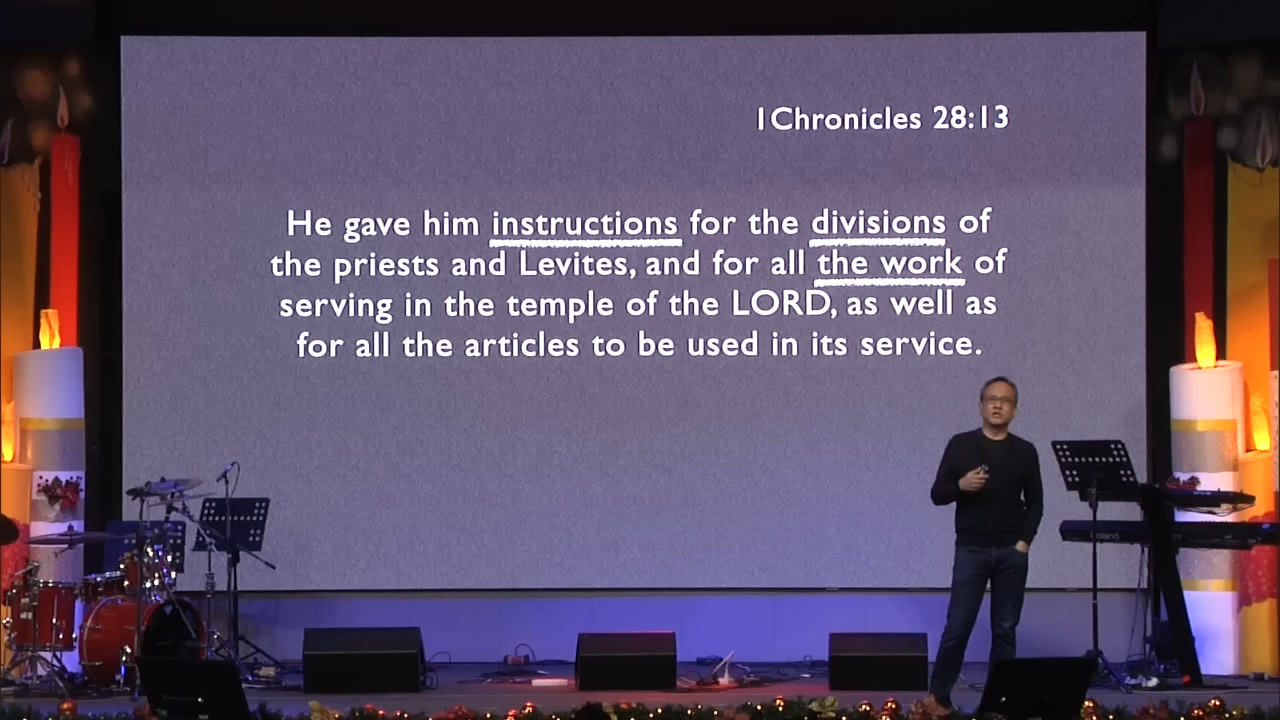 1Chronicles 28:13
He gave him instructions for the divisions of
the priests and Levites, and for all the work of
serving in the temple of the LORD, as well as
for all the articles to be used in its service.
Roland